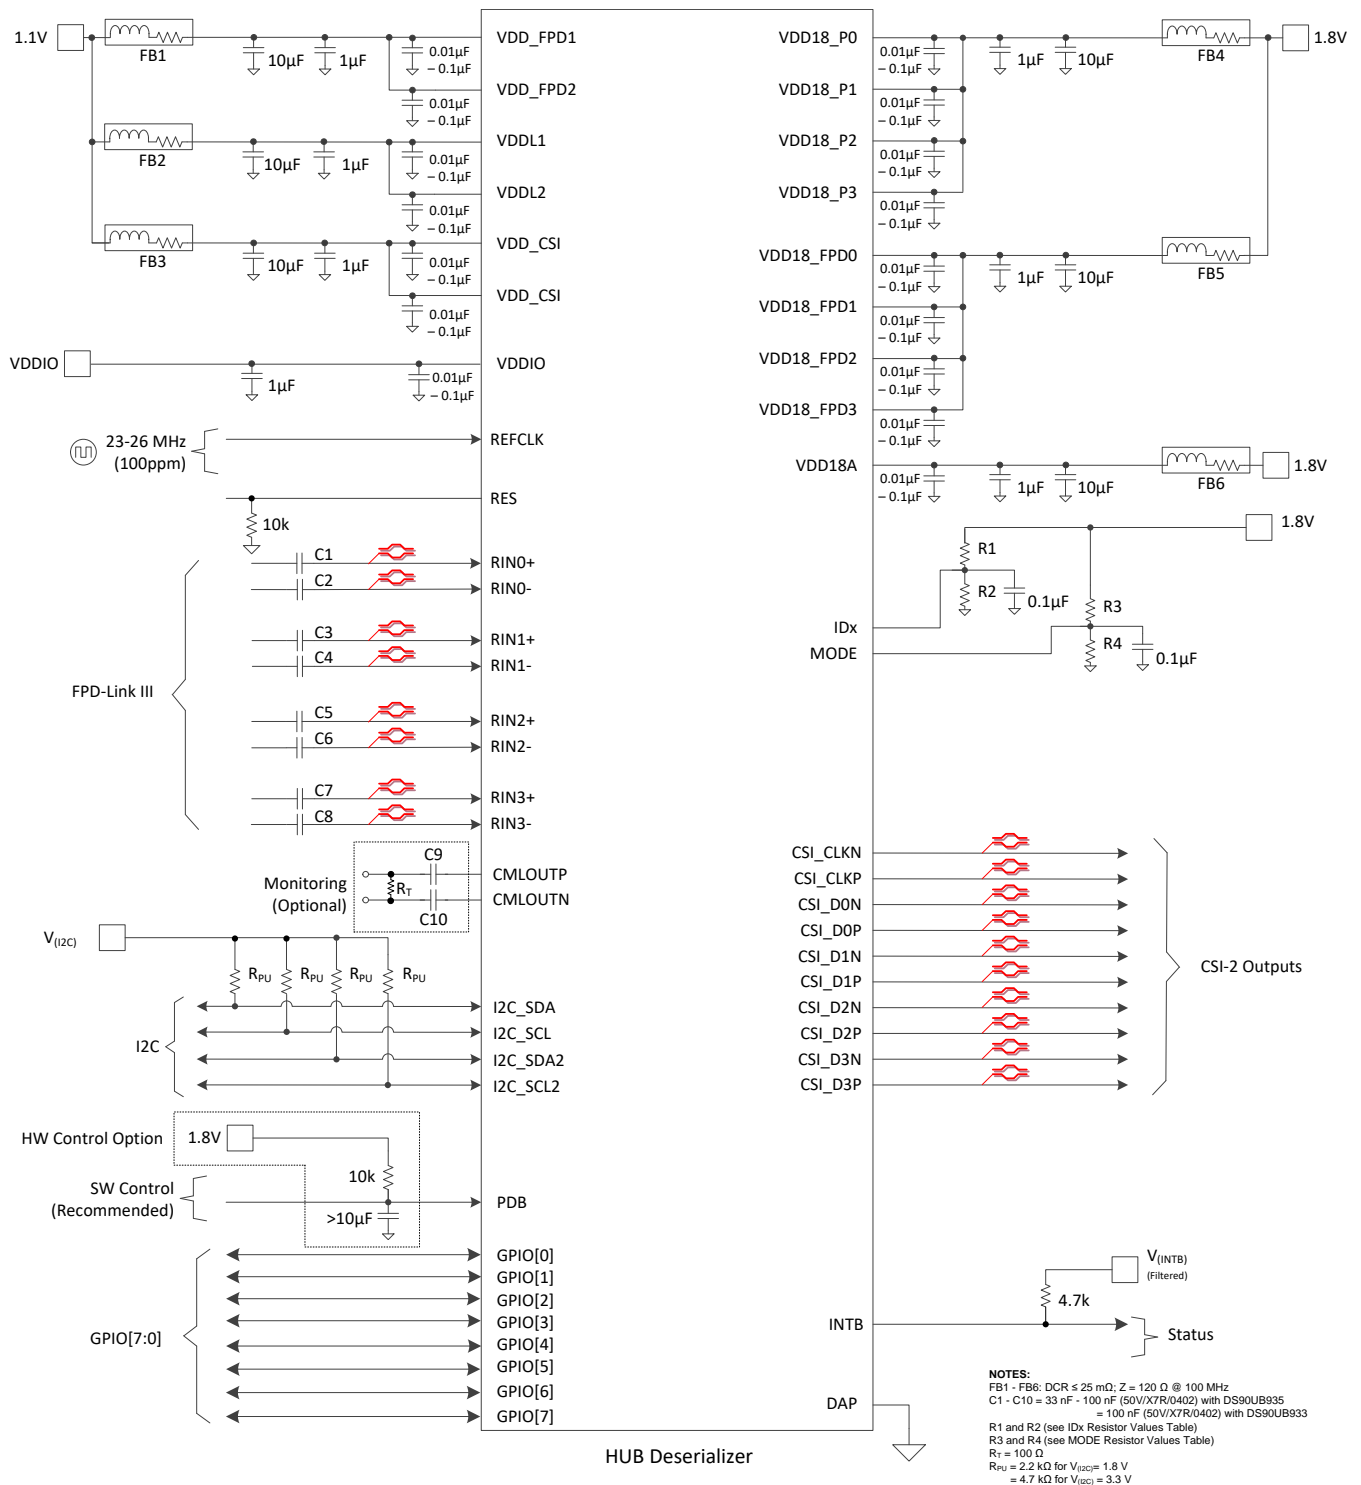 1.1V
FB1
10µF
1µF
0.01µF
– 0.1µF
VDD_FPD1
0.01µF
– 0.1µF
VDD_FPD2
FB2
10µF
1µF
0.01µF
– 0.1µF
VDDL1
0.01µF
– 0.1µF
VDDL2
FB3
10µF
1µF
0.01µF
– 0.1µF
VDD_CSI
0.01µF
– 0.1µF
VDD_CSI
VDDIO
1µF
0.01µF
– 0.1µF
VDDIO
23-26 MHz
(100ppm)
REFCLK
RES
10k
FPD-Link III
C1
RIN0+
C2
RIN0-
C3
RIN1+
C4
RIN1-
C5
RIN2+
C6
RIN2-
C7
RIN3+
C8
RIN3-
Monitoring
(Optional)
RT
C9
CMLOUTP
C10
CMLOUTN
V(I2C)
RPU
RPU
RPU
RPU
I2C
I2C_SDA
I2C_SCL
I2C_SDA2
I2C_SCL2
HW Control Option
1.8V
10k
SW Control
(Recommended)
>10µF
PDB
GPIO[7:0]
GPIO[0]
GPIO[1]
GPIO[2]
GPIO[3]
GPIO[4]
GPIO[5]
GPIO[6]
GPIO[7]
VDD18_P0
0.01µF
– 0.1µF
1µF
10µF
FB4
1.8V
VDD18_P1
0.01µF
– 0.1µF
VDD18_P2
0.01µF
– 0.1µF
VDD18_P3
0.01µF
– 0.1µF
VDD18_FPD0
0.01µF
– 0.1µF
1µF
10µF
FB5
VDD18_FPD1
0.01µF
– 0.1µF
VDD18_FPD2
0.01µF
– 0.1µF
VDD18_FPD3
0.01µF
– 0.1µF
VDD18A
0.01µF
– 0.1µF
1µF
10µF
FB6
1.8V
1.8V
R1
R2
0.1µF
IDx
R3
R4
0.1µF
MODE
CSI_CLKN
CSI_CLKP
CSI_D0N
CSI_D0P
CSI_D1N
CSI_D1P
CSI_D2N
CSI_D2P
CSI_D3N
CSI_D3P
CSI-2 Outputs
V(INTB)
(Filtered)
4.7k
INTB
Status
DAP
HUB Deserializer
NOTES:
FB1 - FB6: DCR ≤ 25 mΩ; Z = 120 Ω @ 100 MHz
C1 - C10 = 33 nF - 100 nF (50V/X7R/0402) with DS90UB935
= 100 nF (50V/X7R/0402) with DS90UB933
R1 and R2 (see IDx Resistor Values Table)
R3 and R4 (see MODE Resistor Values Table)
RT = 100 Ω
RPU = 2.2 kΩ for V(I2C)= 1.8 V
= 4.7 kΩ for V(I2C) = 3.3 V